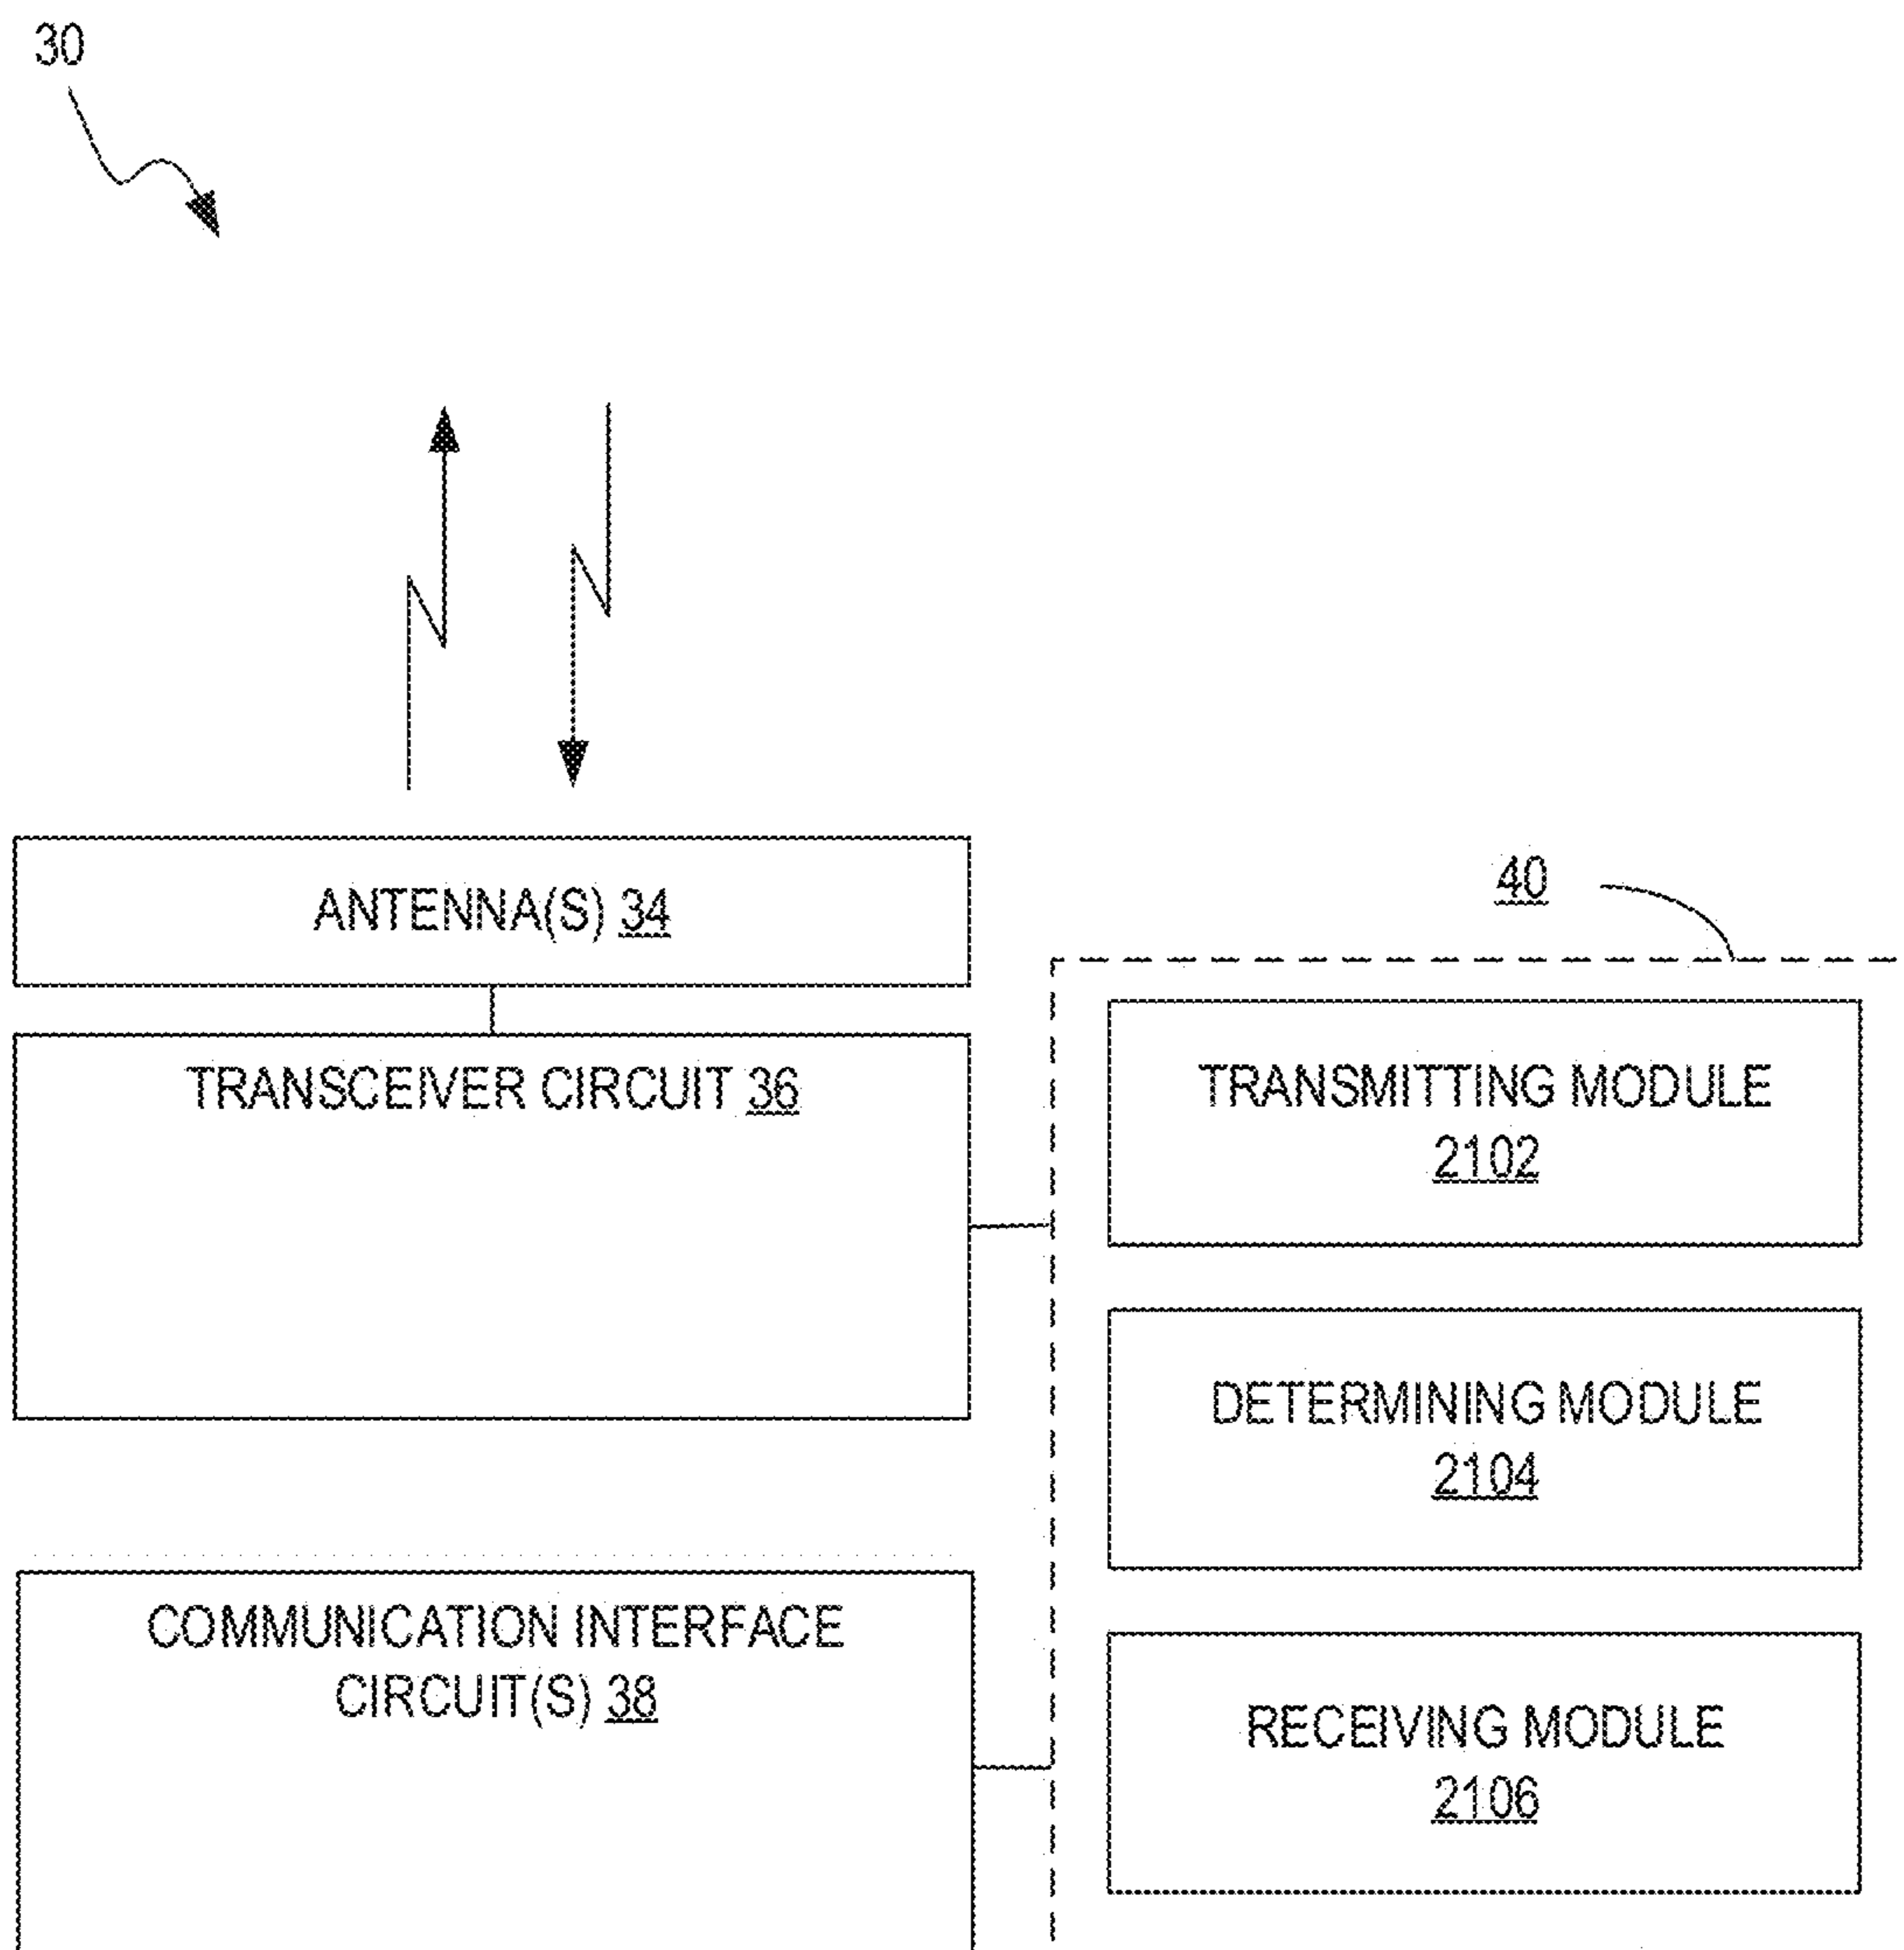 30
ANTENNA(S) 34
40
TRANSCEIVER CIRCUIT 36
TRANSMITTING MODULE
2102
DETERMINING MODULE
2104
COMMUNICATION INTERFACE
CIRCUIT(S) 38
RECEIVING MODULE
2106